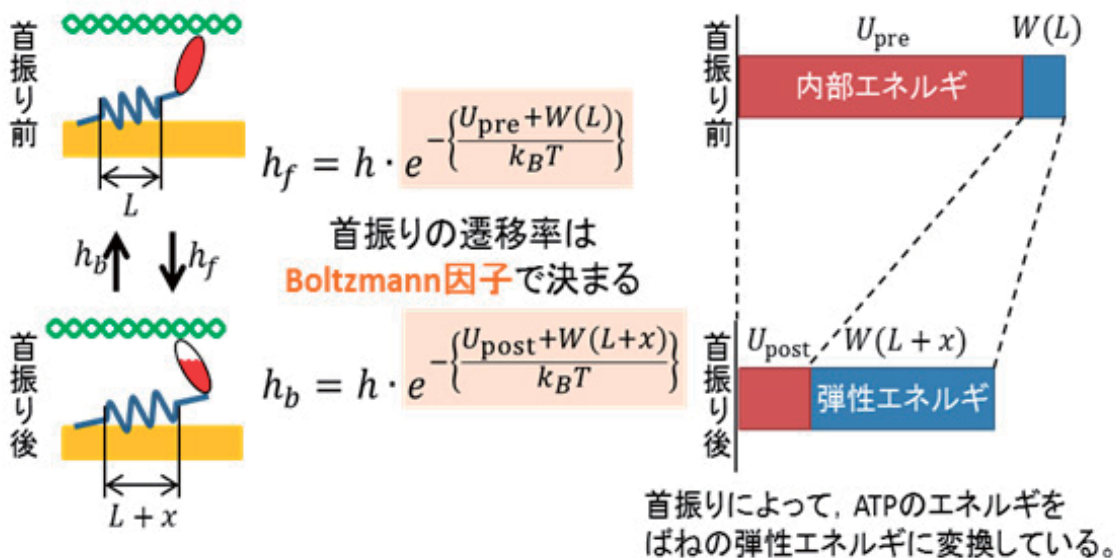 首振り前
L
h_b
h_f
首振り後
L + x
h_f = h · e^{-{\frac{U_pre + W(L)}{k_B T}}}
首振りの遷移率は
Boltzmann因子で決まる
h_b = h · e^{-{\frac{U_post + W(L + x)}{k_B T}}}
首振り前
U_pre W(L)
内部エネルギ
首振り後
U_post W(L + x)
弾性エネルギ
首振りによって，ATPのエネルギを
ばねの弾性エネルギに変換している。